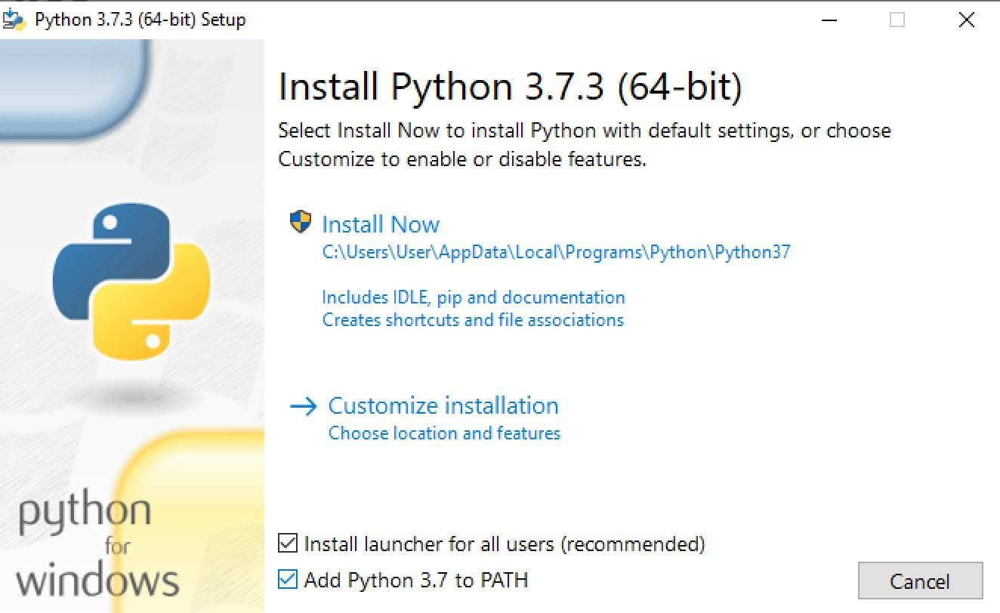 Python 3.7.3 (64-bit) Setup
Install Python 3.7.3 (64-bit)
Select Install Now to install Python with default settings, or choose
Customize to enable or disable features.
Install Now
C:\Users\User\AppData\Local\Programs\Python\Python37
Includes IDLE, pip and documentation
Creates shortcuts and file associations
Customize installation
Choose location and features
python
for
windows
Install launcher for all users (recommended)
Add Python 3.7 to PATH
Cancel